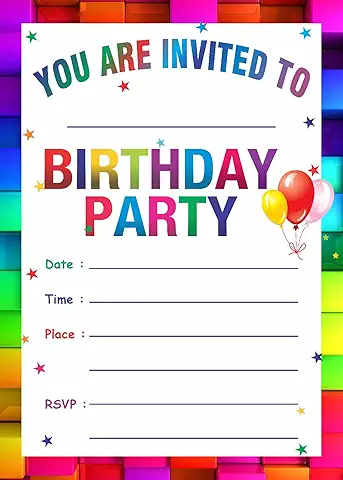 YOU ARE INVITED TO
BIRTHDAY
PARTY
Date :
Time :
Place :
RSVP :